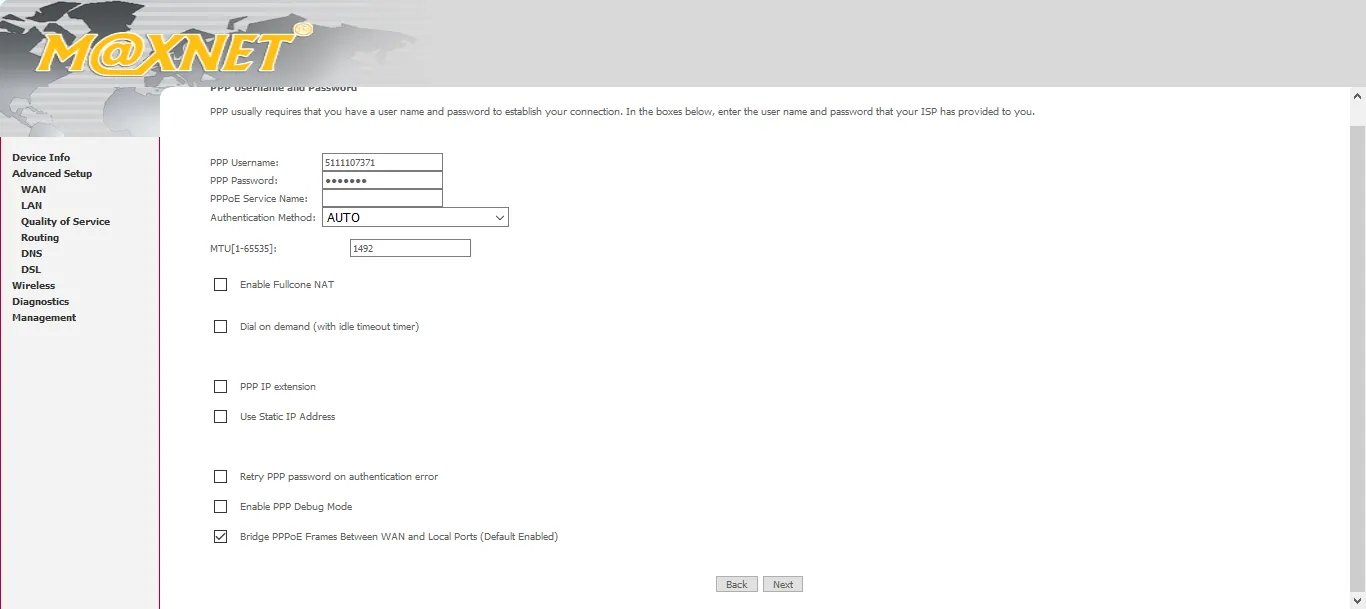 M@XNET
PPP Username and Password
PPP usually requires that you have a user name and password to establish your connection. In the boxes below, enter the user name and password that your ISP has provided to you.
Device Info
Advanced Setup
WAN
LAN
Quality of Service
Routing
DNS
DSL
Wireless
Diagnostics
Management
PPP Username: 5111107371
PPP Password: •••••••
PPPoE Service Name:
Authentication Method: AUTO
MTU[1-65535]: 1492
Enable Fullcone NAT
Dial on demand (with idle timeout timer)
PPP IP extension
Use Static IP Address
Retry PPP password on authentication error
Enable PPP Debug Mode
Bridge PPPoE Frames Between WAN and Local Ports (Default Enabled)
Back Next